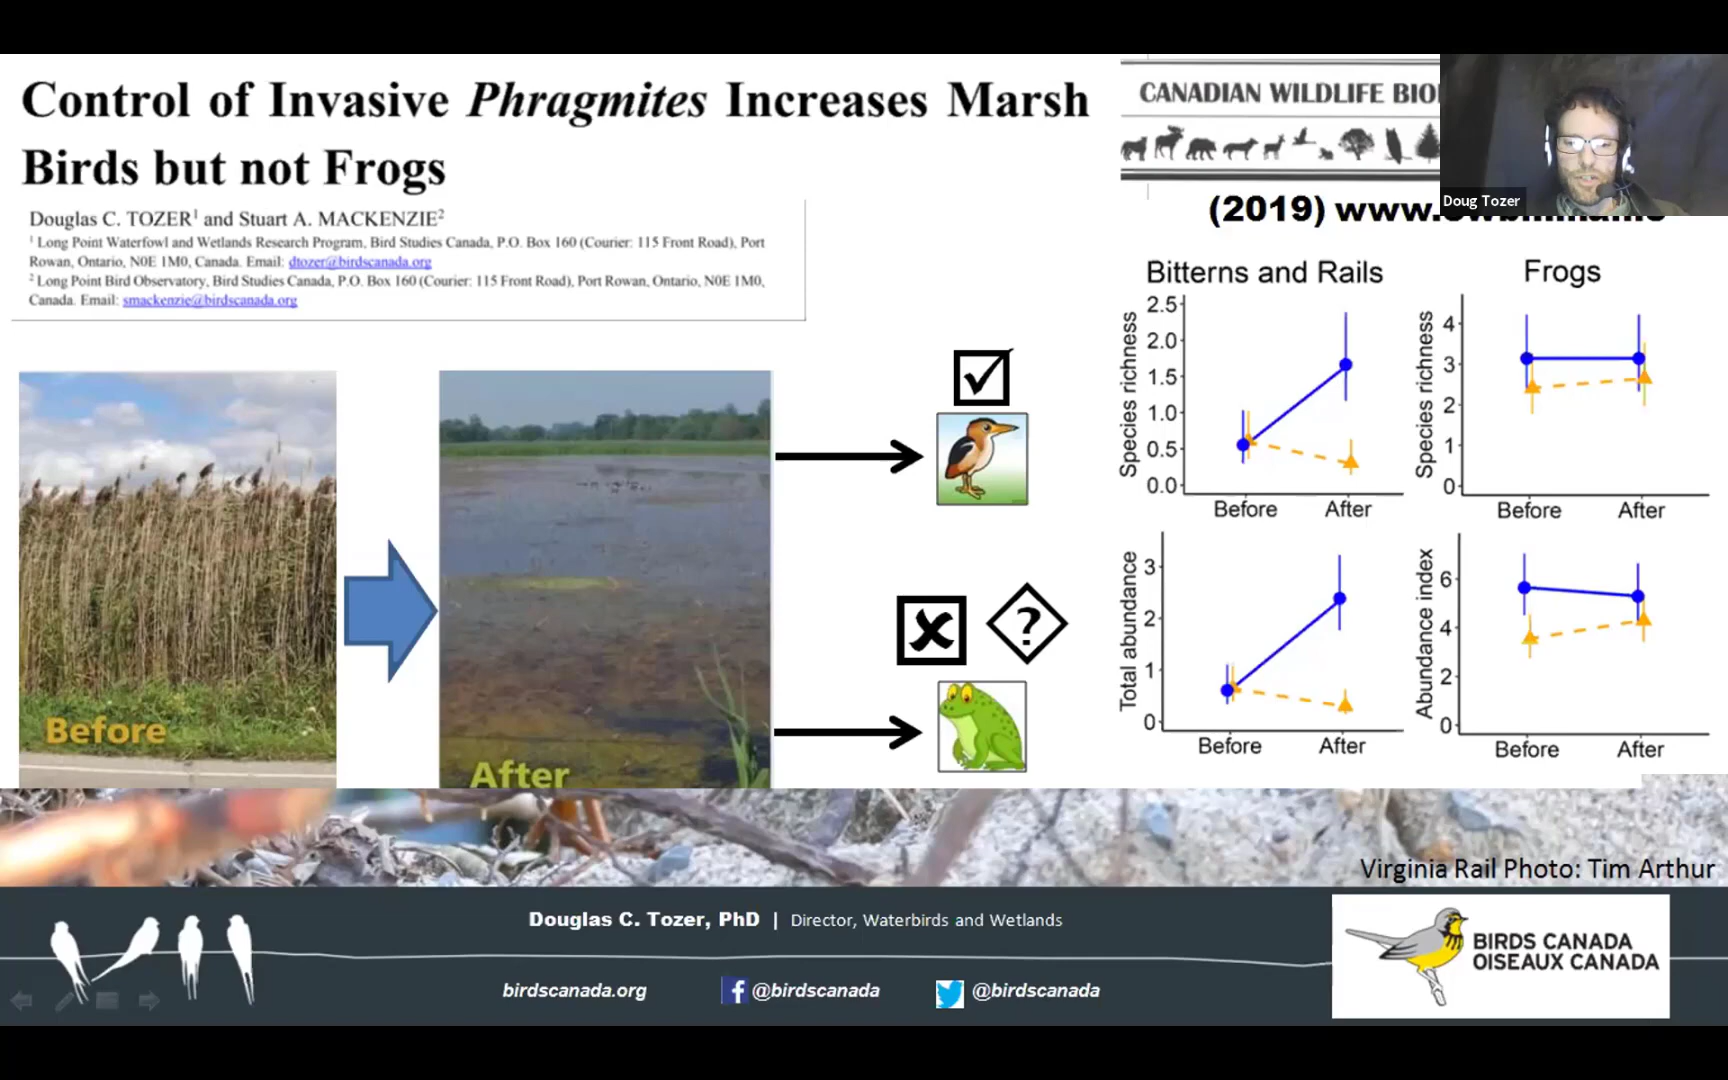 Control of Invasive Phragmites Increases Marsh
Birds but not Frogs
Douglas C. TOZER1 and Stuart A. MACKENZIE2
1 Long Point Waterfowl and Wetlands Research Program, Bird Studies Canada, P.O. Box 160 (Courier: 115 Front Road), Port
Rowan, Ontario, N0E 1M0, Canada. Email: dtozer@birdscanada.org
2 Long Point Bird Observatory, Bird Studies Canada, P.O. Box 160 (Courier: 115 Front Road), Port Rowan, Ontario, N0E 1M0,
Canada. Email: smackenzie@birdscanada.org
CANADIAN WILDLIFE
Doug Tozer
(2019)
Before
After
?
Bitterns and Rails
Species richness
2.5
2.0
1.5
1.0
0.5
0.0
Before After
Frogs
Species richness
4
3
2
1
0
Before After
Total abundance
3
2
1
0
Before After
Abundance index
6
4
2
0
Before After
Virginia Rail Photo: Tim Arthur
Douglas C. Tozer, PhD | Director, Waterbirds and Wetlands
birdscanada.org f @birdscanada @birdscanada
BIRDS CANADA
OISEAUX CANADA